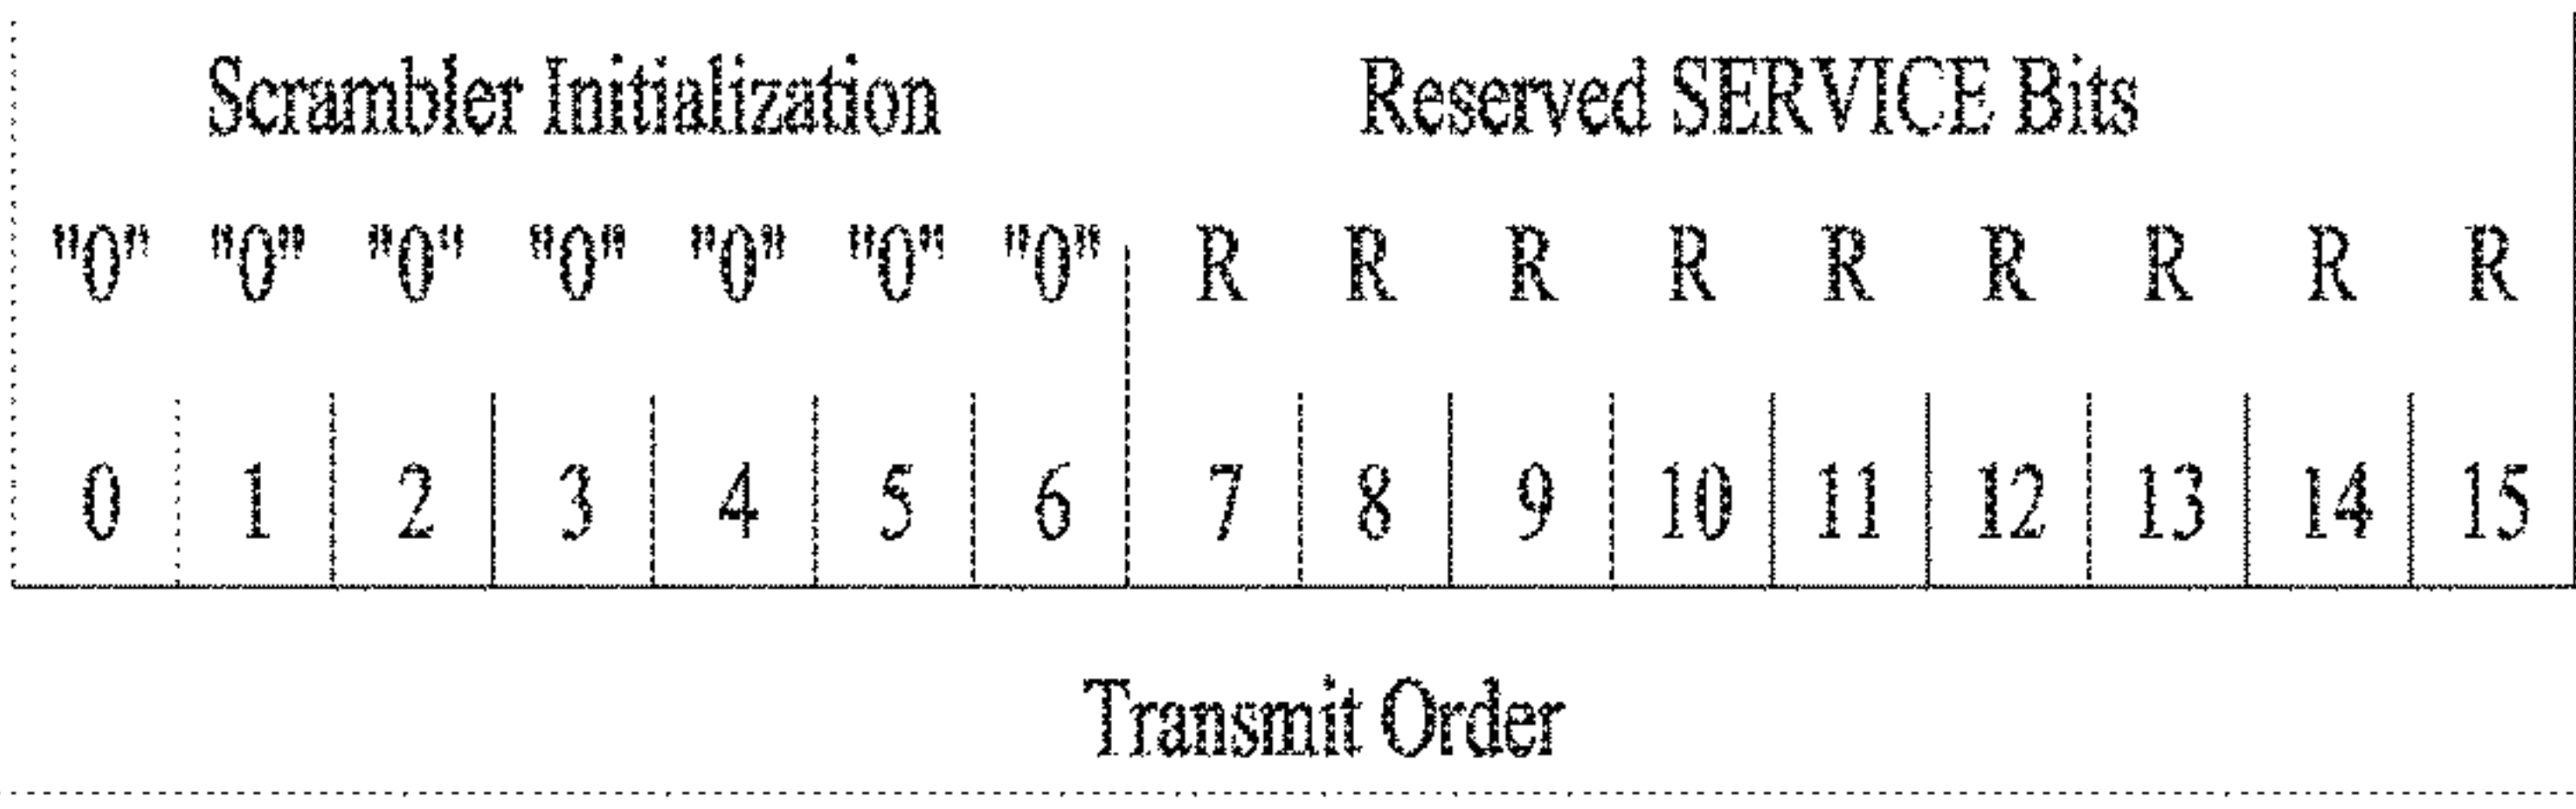 Scrambler Initialization Reserved SERVICE Bits
"0" "0" "0" "0" "0" "0" "0" R R R R R R R R R
0 1 2 3 4 5 6 7 8 9 10 11 12 13 14 15
Transmit Order